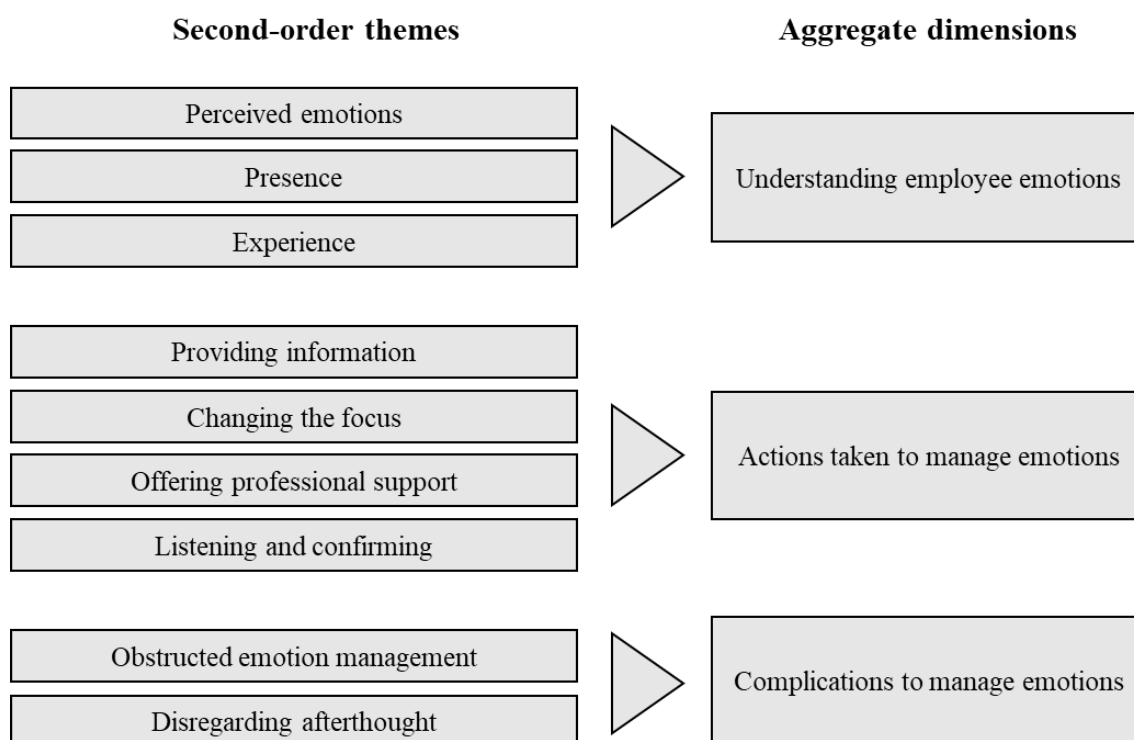 Second-order themes
Aggregate dimensions
Perceived emotions
Presence
Experience
Understanding employee emotions
Providing information
Changing the focus
Offering professional support
Listening and confirming
Actions taken to manage emotions
Obstructed emotion management
Disregarding afterthought
Complications to manage emotions